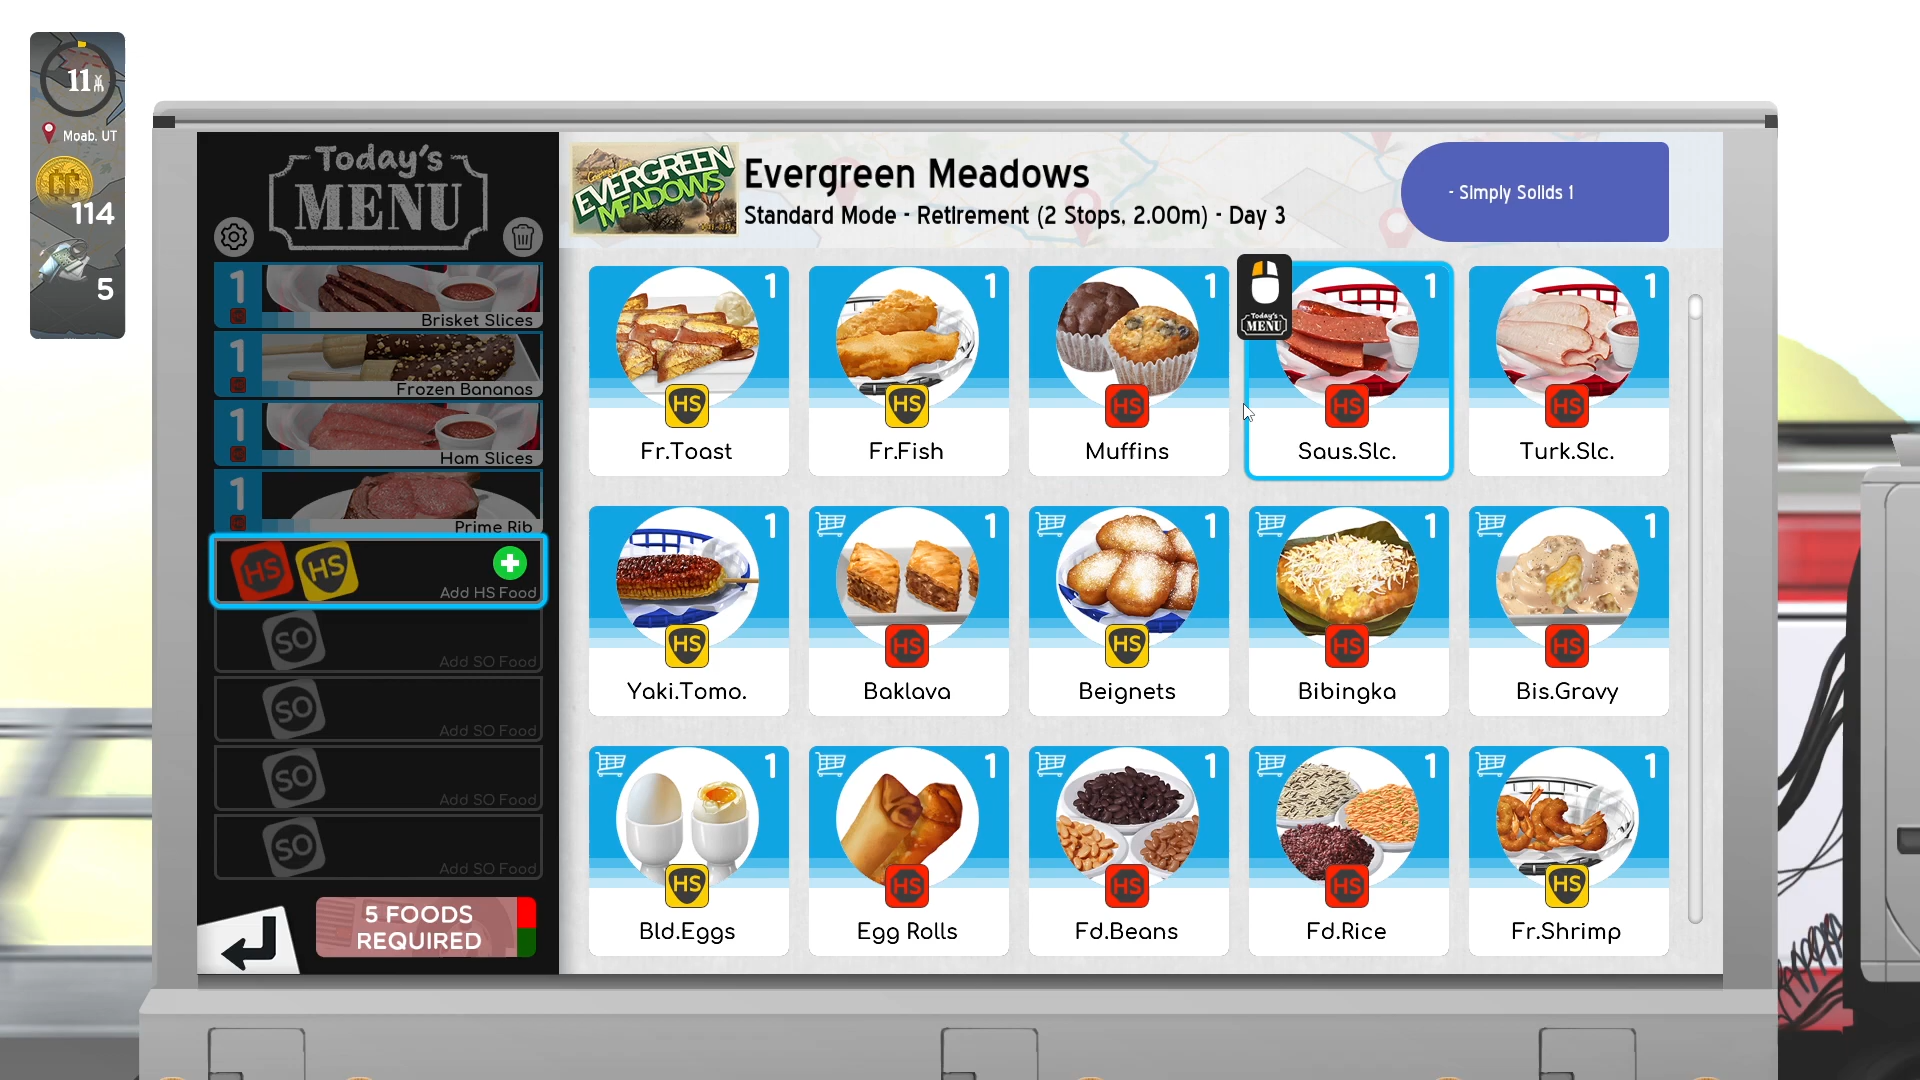 11
Moab, UT
CC
114
5
Today's
MENU
1
Brisket Slices
1
Frozen Bananas
1
Ham Slices
1
Prime Rib
HS
HS
Add HS Food
SO
Add SO Food
SO
Add SO Food
SO
Add SO Food
SO
Add SO Food
5 FOODS
REQUIRED
EVERGREEN
MEADOWS
Evergreen Meadows
Standard Mode - Retirement (2 Stops, 2.00m) - Day 3
- Simply Solids 1
1
HS
Fr.Toast
1
HS
Fr.Fish
1
HS
Muffins
Today's
MENU
1
HS
Saus.Slc.
1
HS
Turk.Slc.
1
HS
Yaki.Tomo.
1
HS
Baklava
1
HS
Beignets
1
HS
Bibingka
1
HS
Bis.Gravy
1
HS
Bld.Eggs
1
HS
Egg Rolls
1
HS
Fd.Beans
1
HS
Fd.Rice
1
HS
Fr.Shrimp